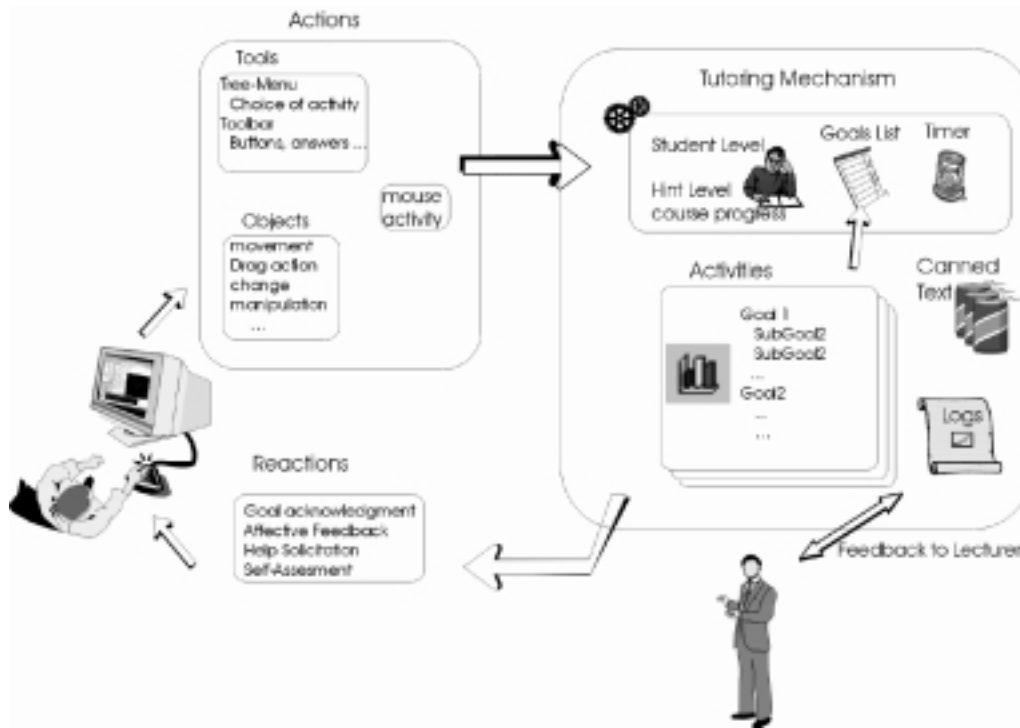 Actions
Tools
Tree-Menu
Choice of activity
Toolbar
Buttons, answers ...
mouse
activity
Objects
movement
Drag action
change
manipulation
...
Reactions
Goal acknowledgment
Affective Feedback
Help Solicitation
Self-Assesment
Tutoring Mechanism
Student Level
Goals List
Timer
Hint Level
course progress
Activities
Goal 1
SubGoal2
SubGoal2
...
Goal2
...
...
Canned
Text
Logs
Feedback to Lecturer